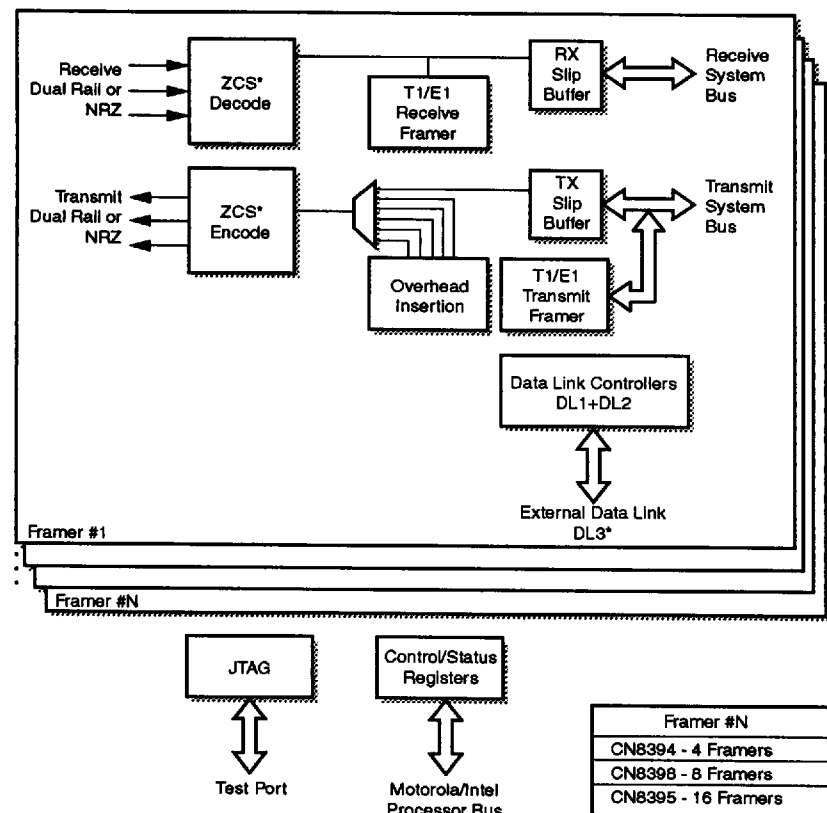 Receive
Dual Rail or
NRZ
ZCS*
Decode
T1/E1
Receive
Framer
RX
Slip
Buffer
Receive
System
Bus
Transmit
Dual Rail or
NRZ
ZCS*
Encode
Overhead
Insertion
TX
Slip
Buffer
Transmit
System
Bus
T1/E1
Transmit
Framer
Data Link Controllers
DL1+DL2
External Data Link
DL3*
Framer #1
Framer #N
JTAG
Test Port
Control/Status
Registers
Motorola/Intel
Processor Bus
Framer #N
CN8394 - 4 Framers
CN8398 - 8 Framers
CN8395 - 16 Framers